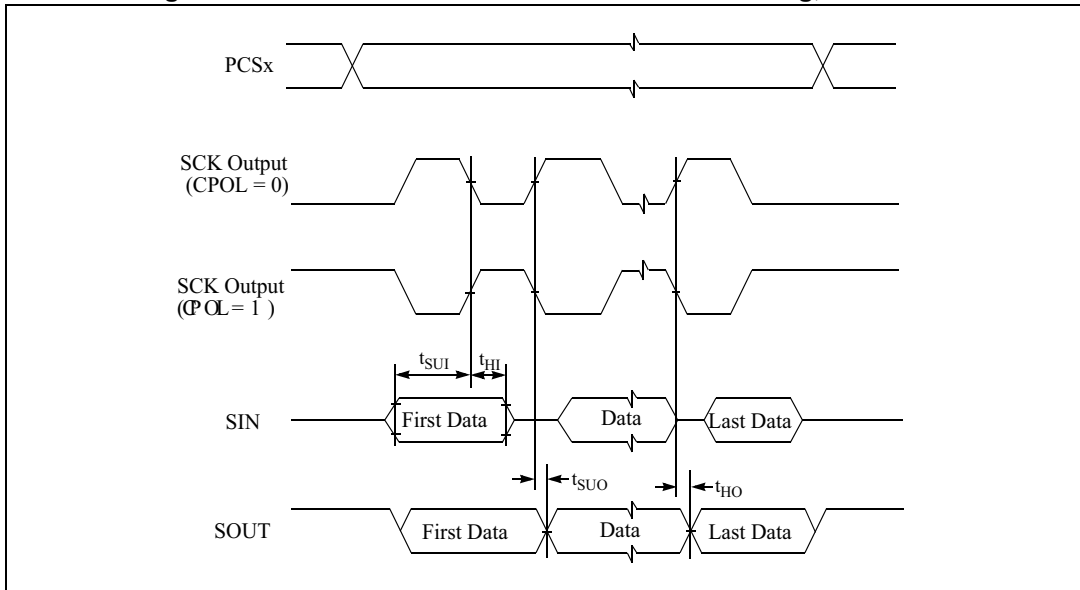 PCSx
SCK Output
(CPOL = 0)
SCK Output
(CPOL = 1 )
tSUI
tHI
SIN
First Data
Data
Last Data
tSUO
tHO
SOUT
First Data
Data
Last Data